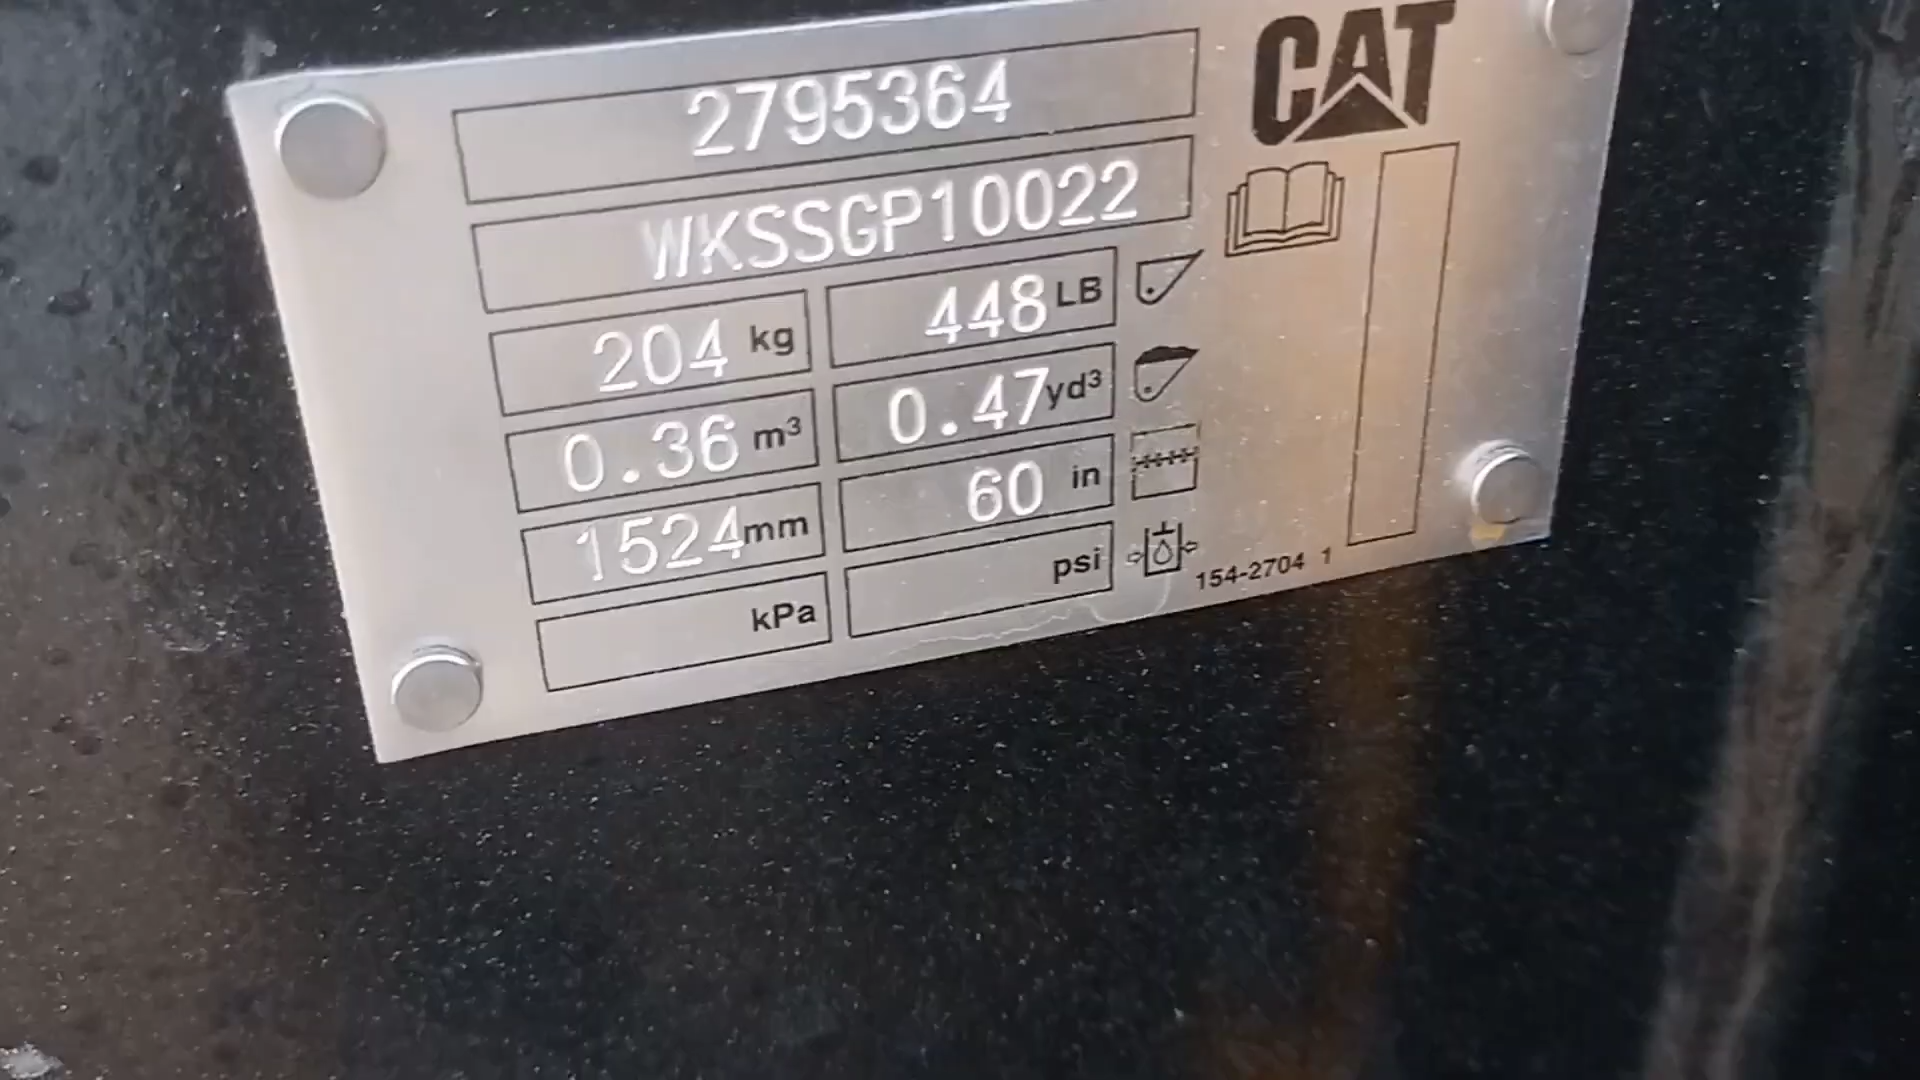 CAT
2795364
WKSSGP10022
204 kg 448 LB
0.36 m³ 0.47 yd³
1524 mm 60 in
kPa psi
154-2704 1